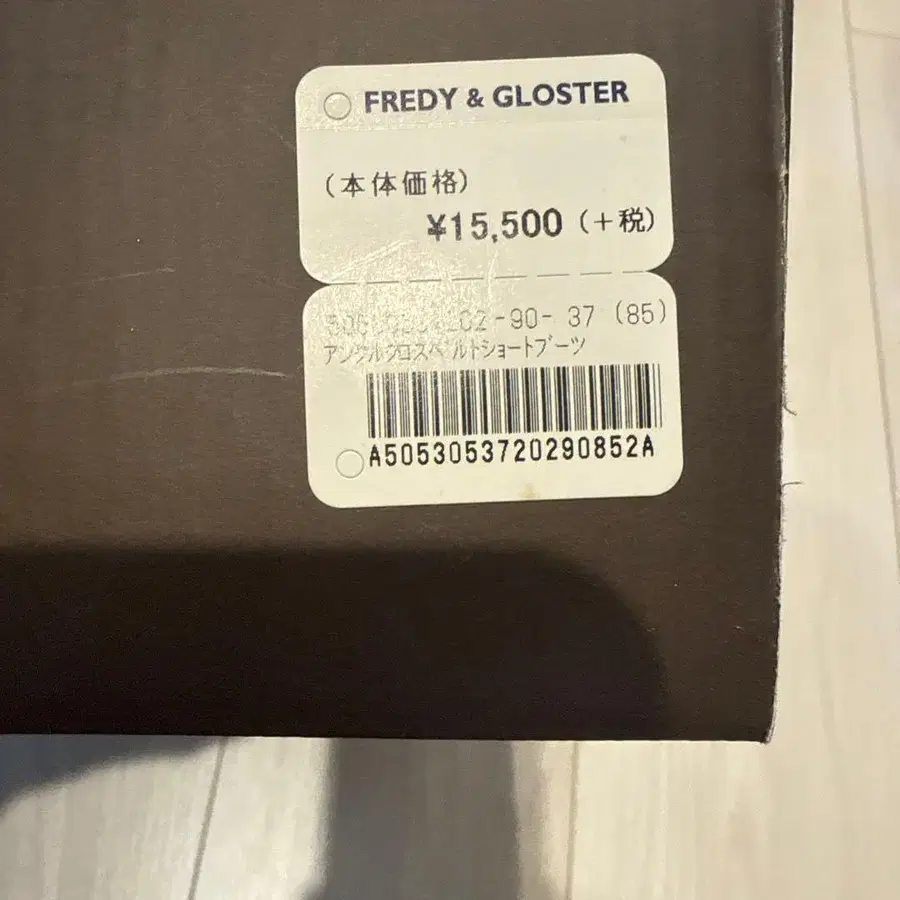 FREDY & GLOSTER
(本体価格)
¥15,500 (+税)
-90- 37 (85)
アンクルクロスベルトショートブーツ
A5053053720290852A